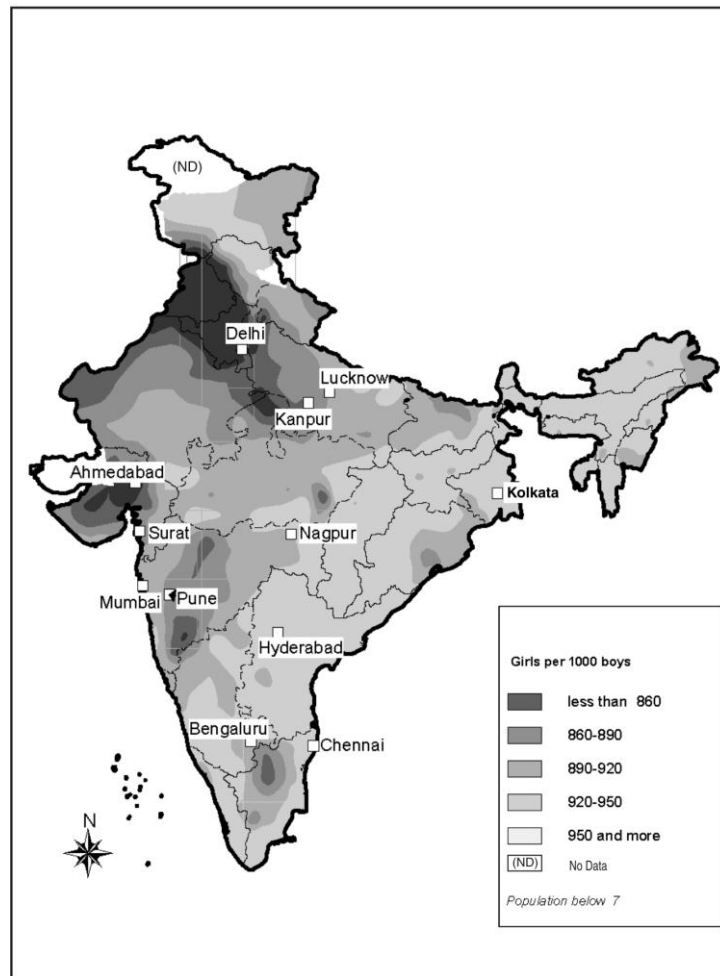 (ND)
Delhi
Lucknow
Kanpur
Ahmedabad
Kolkata
Surat
Nagpur
Mumbai
Pune
Hyderabad
Bengaluru
Chennai
N
Girls per 1000 boys
less than 860
860-890
890-920
920-950
950 and more
(ND) No Data
Population below 7